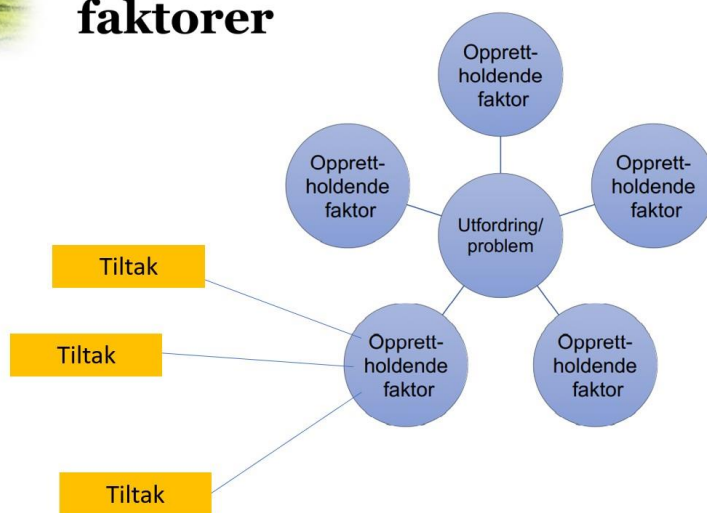 faktorer
Opprett-
holdende
faktor
Opprett-
holdende
faktor
Opprett-
holdende
faktor
Utfordring/
problem
Tiltak
Tiltak
Opprett-
holdende
faktor
Opprett-
holdende
faktor
Tiltak